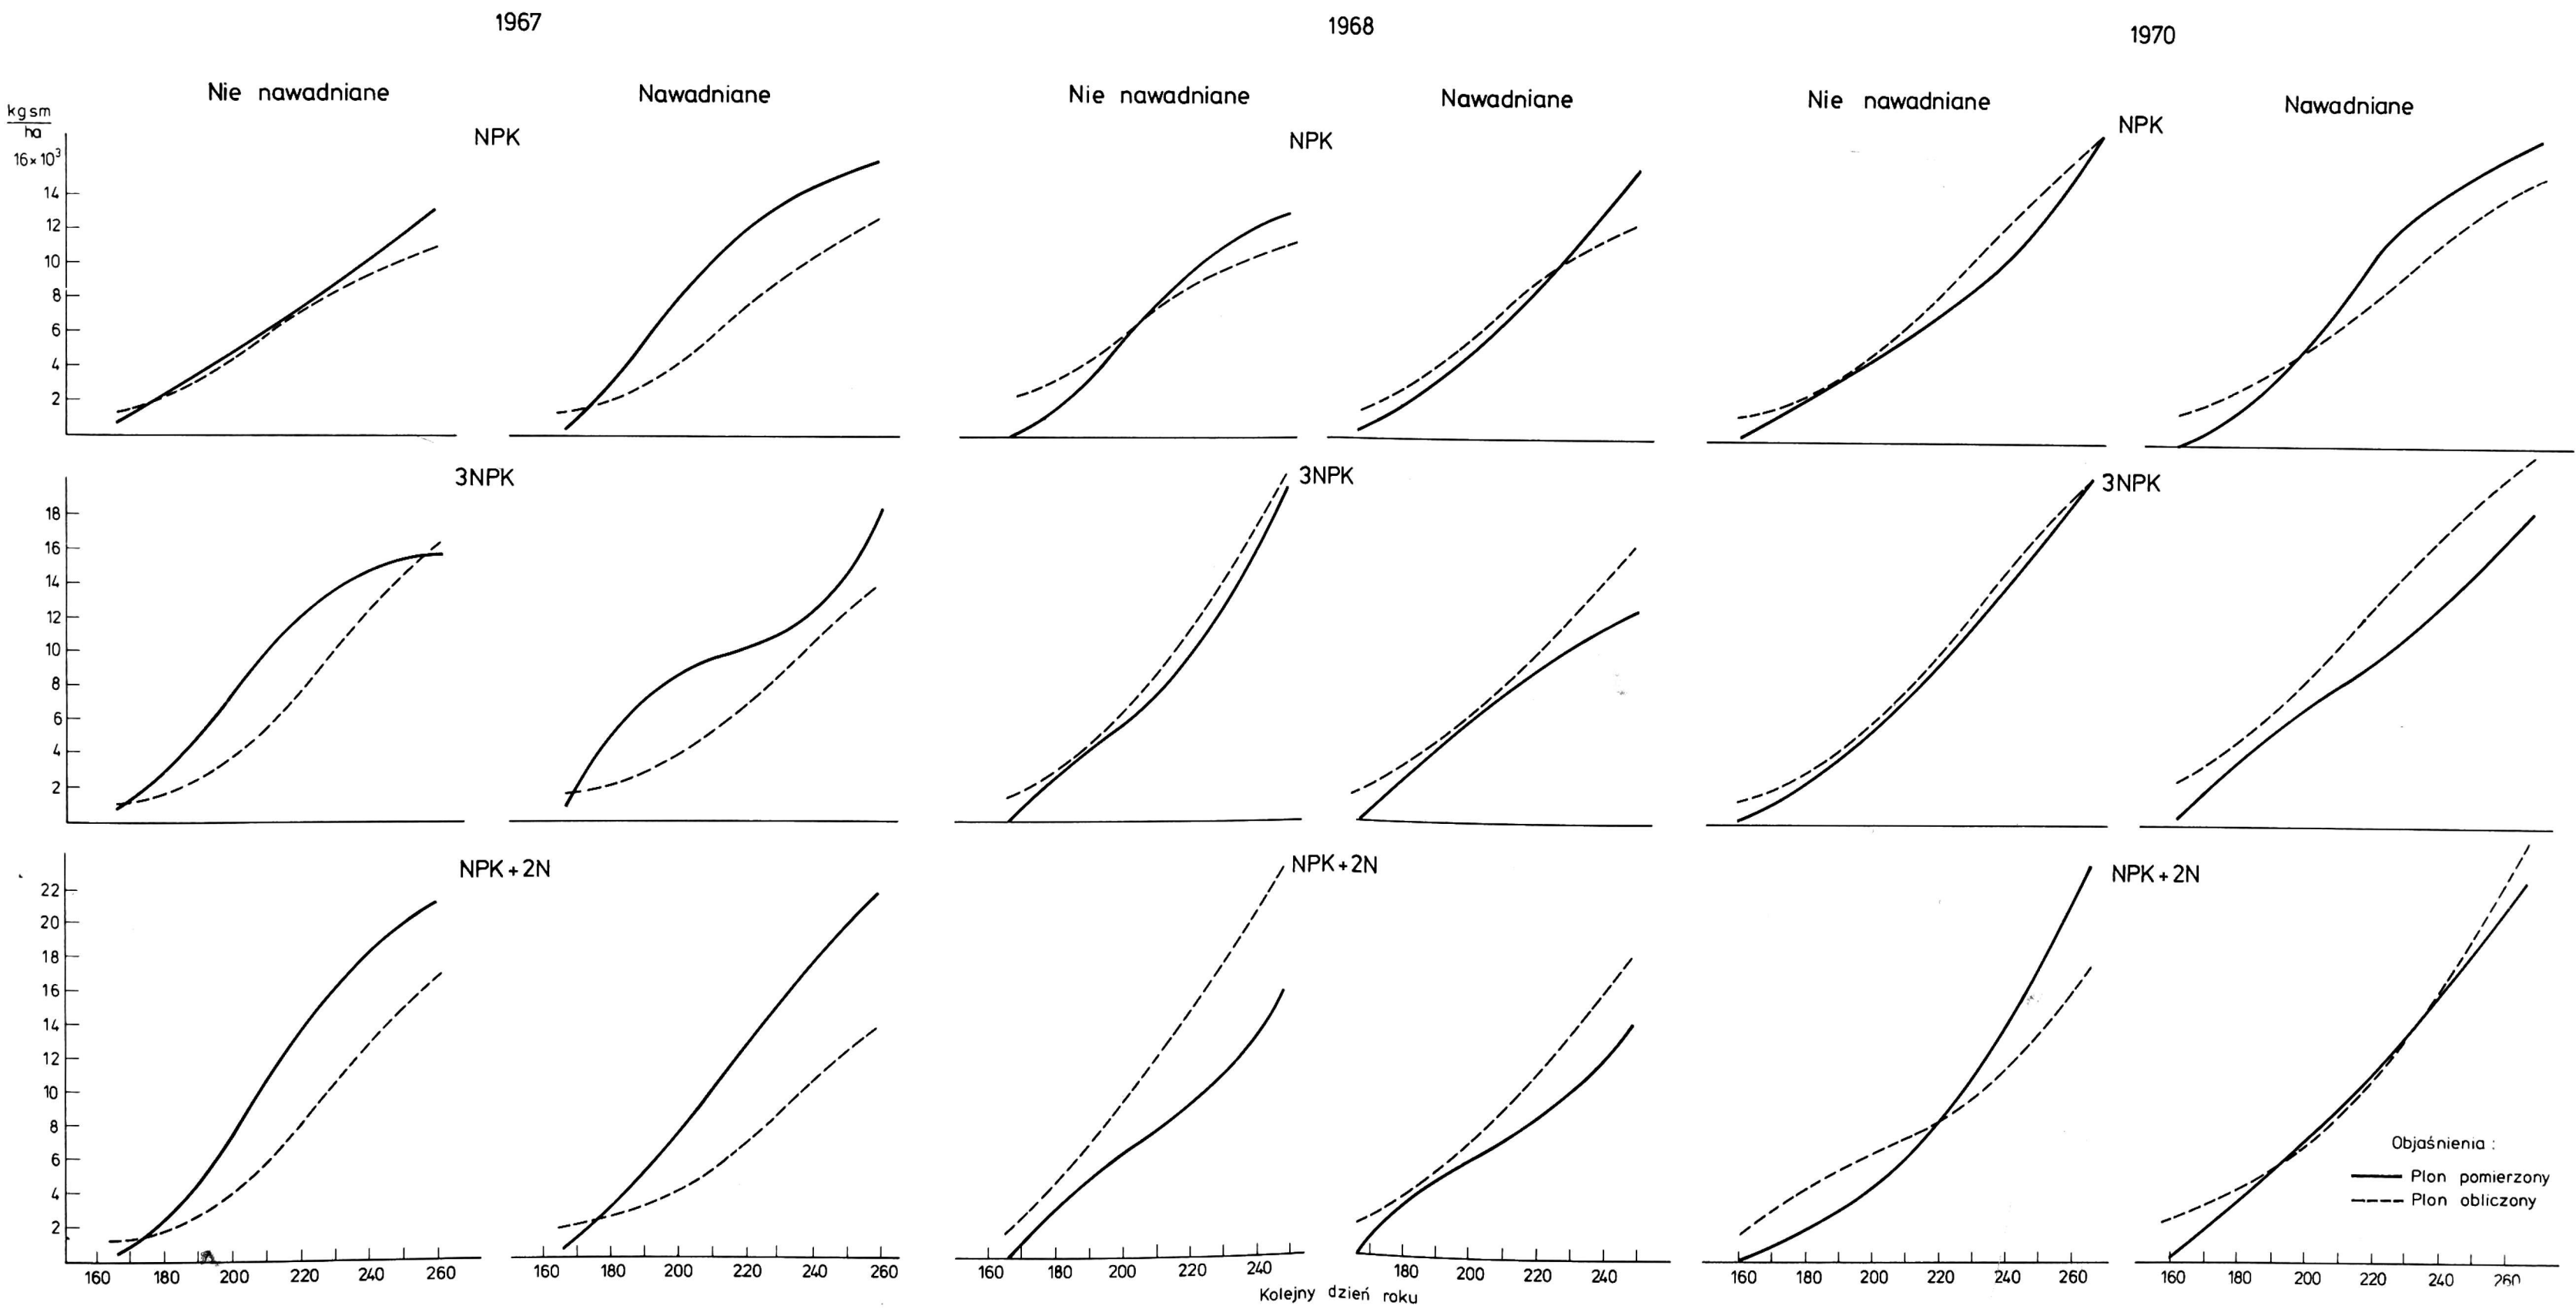 1967 1968 1970
Nie nawadniane Nawadniane Nie nawadniane Nawadniane Nie nawadniane Nawadniane
kg sm
ha
NPK NPK NPK
16×10³
14
12
10
8
6
4
2
3NPK 3NPK 3NPK
18
16
14
12
10
8
6
4
2
NPK+2N NPK+2N NPK+2N
22
20
18
16
14
12
10
8
6
4
2
Objaśnienia :
Plon pomierzony
Plon obliczony
160 180 200 220 240 260 160 180 200 220 240 260 160 180 200 220 240 180 200 220 240 160 180 200 220 240 260 160 180 200 220 240 260
Kolejny dzień roku